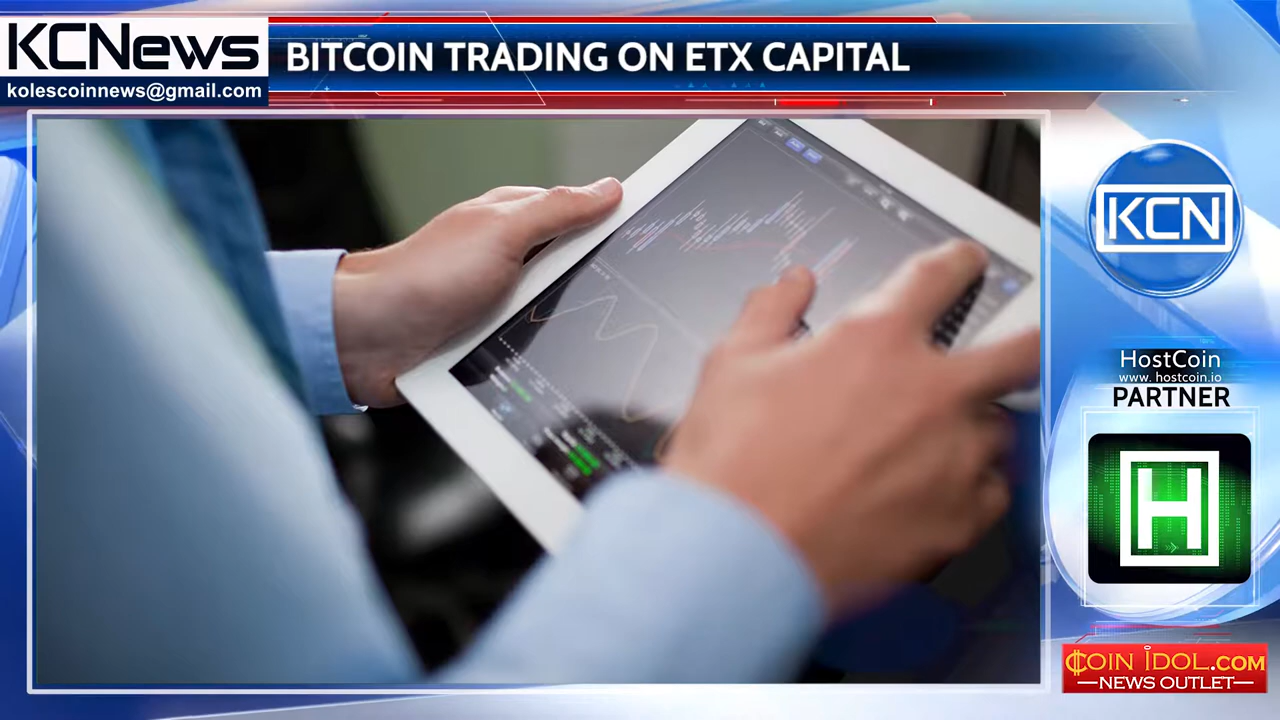 KCNews
kolescoinnews@gmail.com
BITCOIN TRADING ON ETX CAPITAL
KCN
HostCoin
www. hostcoin.io
PARTNER
H
COIN IDOL.COM
—NEWS OUTLET—